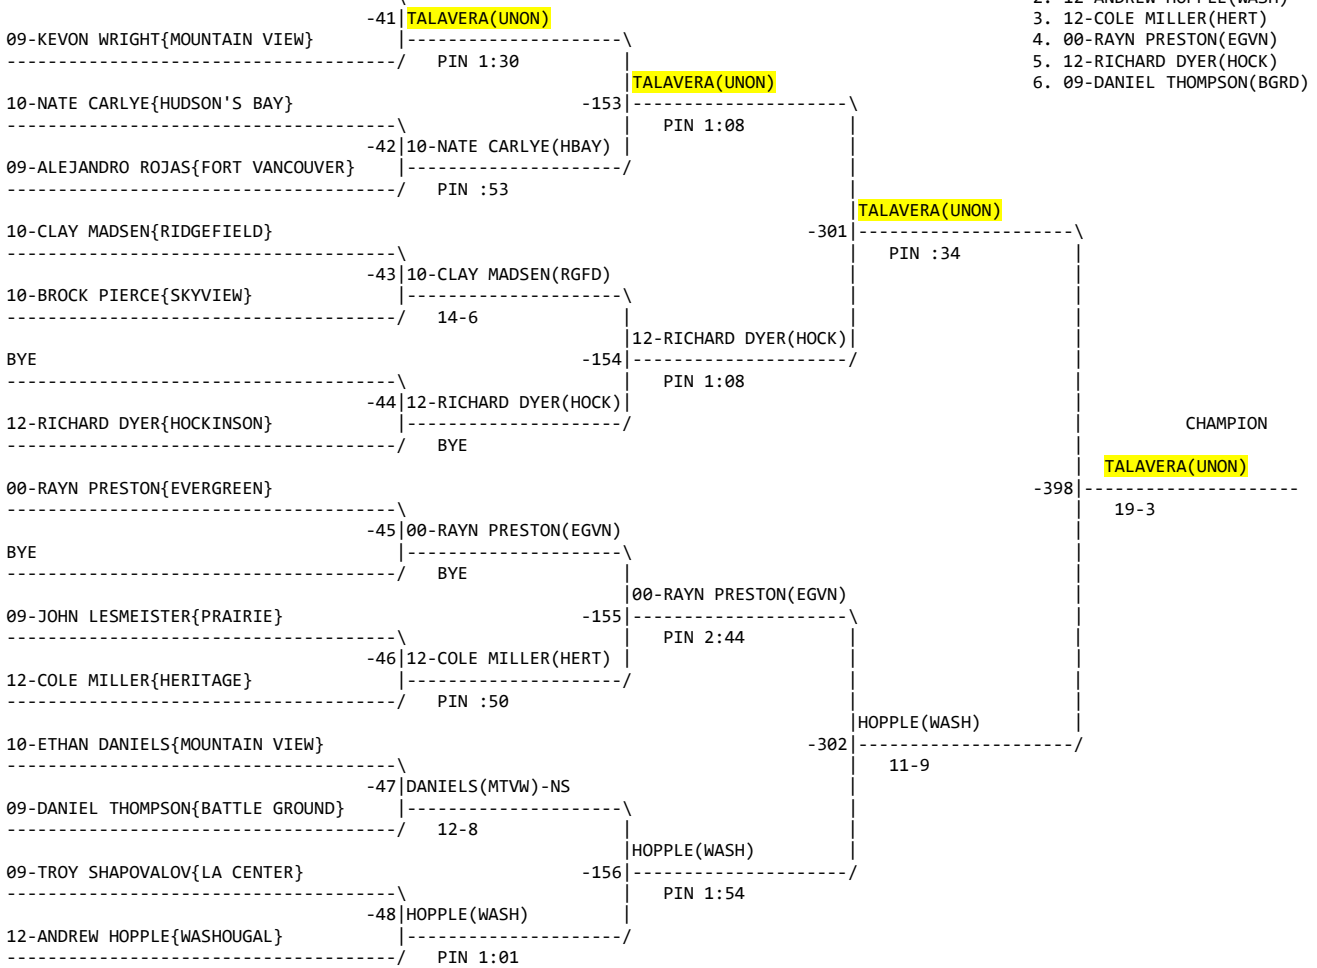 2. 12-ANDREW HOPPLE(WASH)
-41 TALAVERA(UNON)
3. 12-COLE MILLER(HERT)
09-KEVON WRIGHT{MOUNTAIN VIEW}
4. 00-RAYN PRESTON(EGVN)
PIN 1:30
5. 12-RICHARD DYER(HOCK)
TALAVERA(UNON)
6. 09-DANIEL THOMPSON(BGRD)
10-NATE CARLYE{HUDSON'S BAY}
-153
PIN 1:08
-42 10-NATE CARLYE(HBAY)
09-ALEJANDRO ROJAS{FORT VANCOUVER}
PIN :53
TALAVERA(UNON)
10-CLAY MADSEN{RIDGEFIELD}
-301
PIN :34
-43 10-CLAY MADSEN(RGFD)
10-BROCK PIERCE{SKYVIEW}
14-6
12-RICHARD DYER(HOCK)
BYE
-154
PIN 1:08
-44 12-RICHARD DYER(HOCK)
12-RICHARD DYER{HOCKINSON}
CHAMPION
BYE
TALAVERA(UNON)
00-RAYN PRESTON{EVERGREEN}
-398
19-3
-45 00-RAYN PRESTON(EGVN)
BYE
BYE
00-RAYN PRESTON(EGVN)
09-JOHN LESMEISTER{PRAIRIE}
-155
PIN 2:44
-46 12-COLE MILLER(HERT)
12-COLE MILLER{HERITAGE}
PIN :50
HOPPLE(WASH)
10-ETHAN DANIELS{MOUNTAIN VIEW}
-302
11-9
-47 DANIELS(MTVW)-NS
09-DANIEL THOMPSON{BATTLE GROUND}
12-8
HOPPLE(WASH)
09-TROY SHAPOVALOV{LA CENTER}
-156
PIN 1:54
-48 HOPPLE(WASH)
12-ANDREW HOPPLE{WASHOUGAL}
PIN 1:01